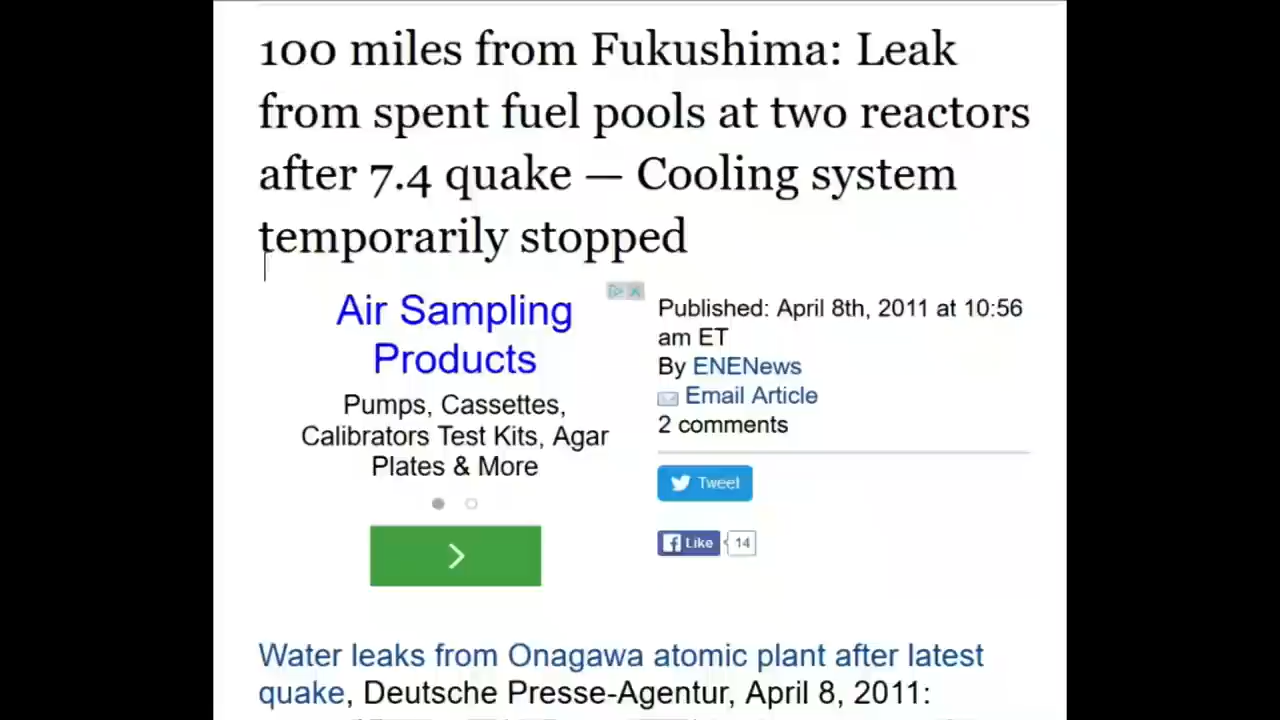 100 miles from Fukushima: Leak
from spent fuel pools at two reactors
after 7.4 quake — Cooling system
temporarily stopped
Air Sampling
Products
Pumps, Cassettes,
Calibrators Test Kits, Agar
Plates & More
Published: April 8th, 2011 at 10:56
am ET
By ENENews
Email Article
2 comments
Tweet
Like 14
Water leaks from Onagawa atomic plant after latest
quake, Deutsche Presse-Agentur, April 8, 2011: